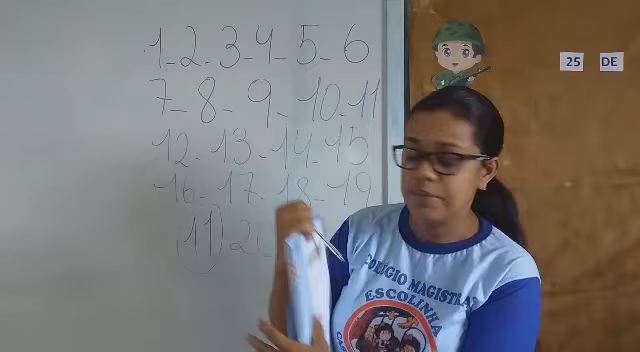 1-2-3-4-5-6
7-8-9-10-11
12-13-14-15
16-17-18-19
11 20
25 DE
COLÉGIO MAGISTRAL
ESCOLINHA